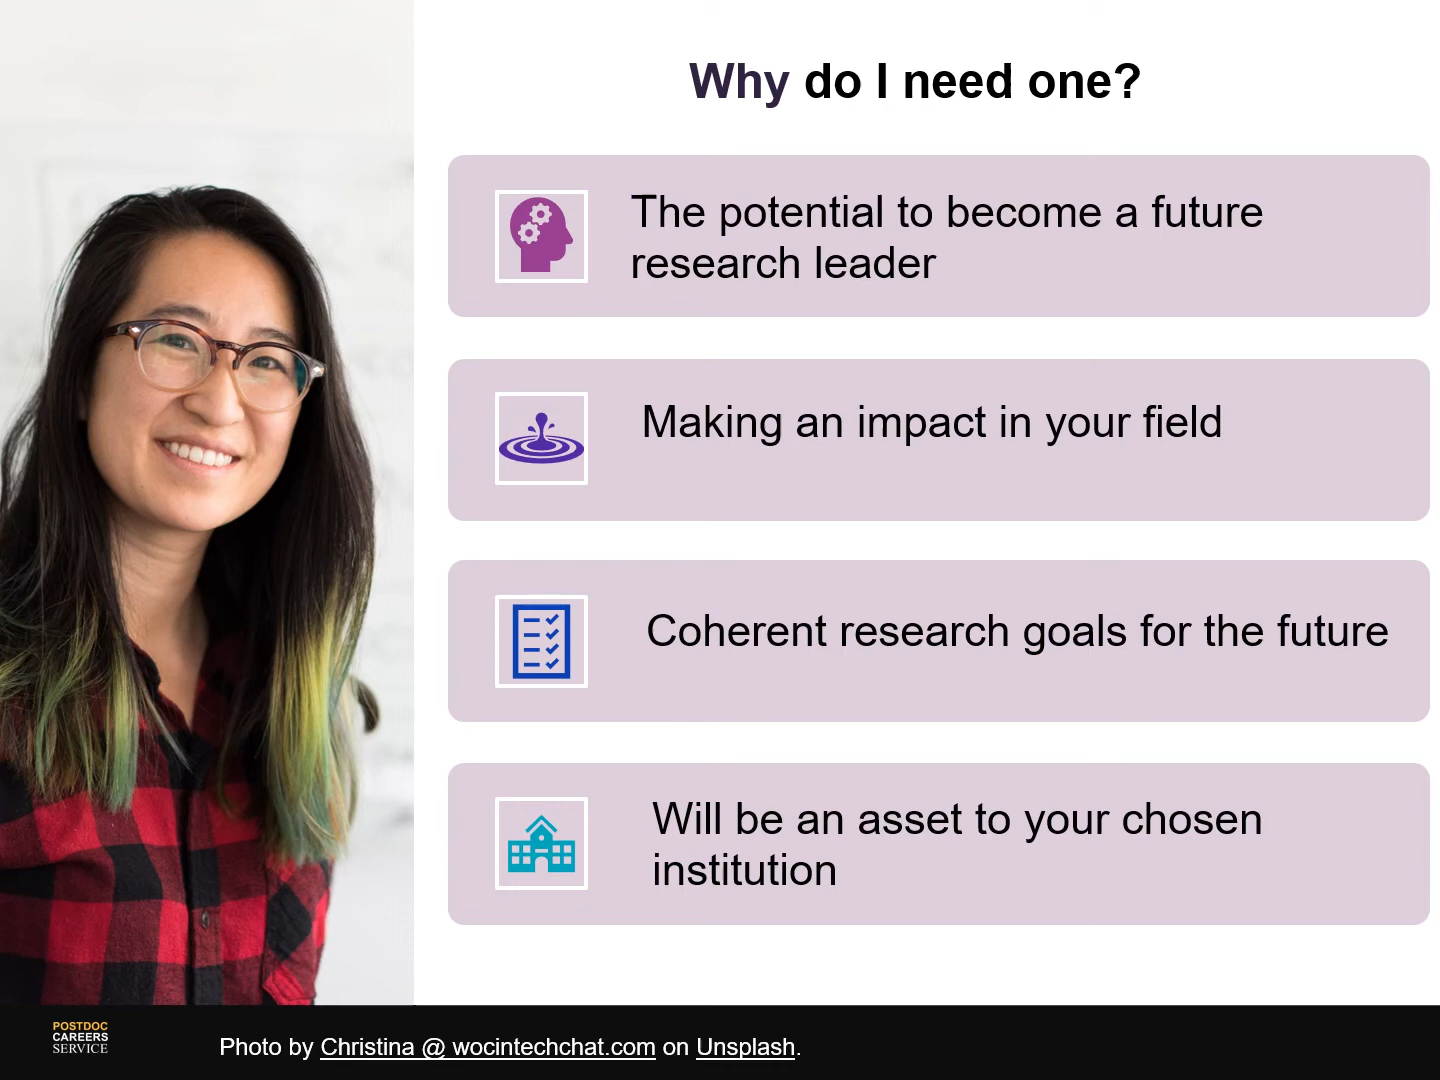 Why do I need one?
The potential to become a future
research leader
Making an impact in your field
Coherent research goals for the future
Will be an asset to your chosen
institution
POSTDOC
CAREERS
SERVICE
Photo by Christina @ wocintechchat.com on Unsplash.